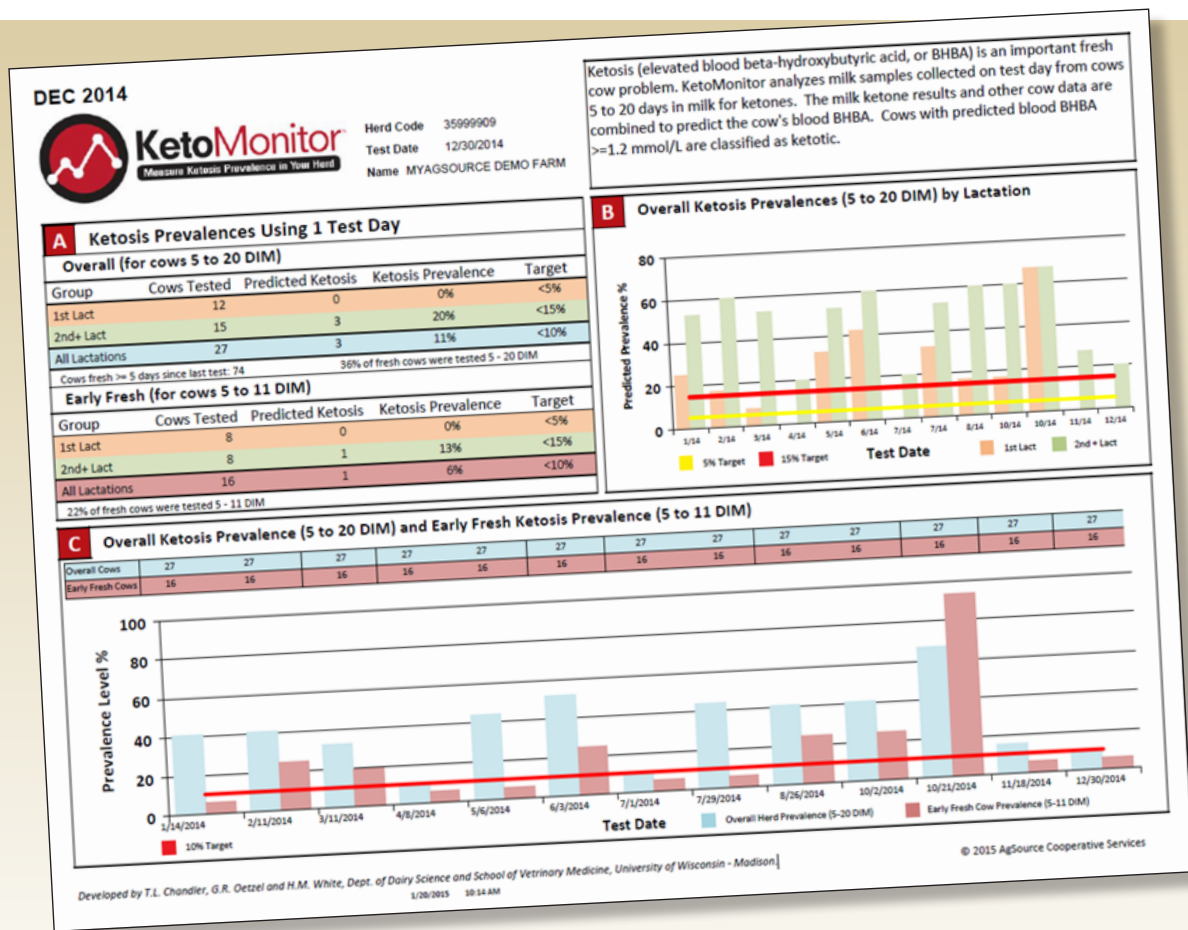 DEC 2014
KetoMonitor
Measure Ketosis Prevalence in Your Herd
Herd Code 35999909
Test Date 12/30/2014
Name MYAGSOURCE DEMO FARM
Ketosis (elevated blood beta-hydroxybutyric acid, or BHBA) is an important fresh
cow problem. KetoMonitor analyzes milk samples collected on test day from cows
5 to 20 days in milk for ketones. The milk ketone results and other cow data are
combined to predict the cow's blood BHBA. Cows with predicted blood BHBA
>=1.2 mmol/L are classified as ketotic.
A Ketosis Prevalences Using 1 Test Day
Overall (for cows 5 to 20 DIM)
Group Cows Tested Predicted Ketosis Ketosis Prevalence Target
1st Lact 12 0 0% <5%
2nd+ Lact 15 3 20% <15%
All Lactations 27 3 11% <10%
Cows fresh >= 5 days since last test: 74 36% of fresh cows were tested 5 - 20 DIM
Early Fresh (for cows 5 to 11 DIM)
Group Cows Tested Predicted Ketosis Ketosis Prevalence Target
1st Lact 8 0 0% <5%
2nd+ Lact 8 1 13% <15%
All Lactations 16 1 6% <10%
22% of fresh cows were tested 5 - 11 DIM
B Overall Ketosis Prevalences (5 to 20 DIM) by Lactation
Predicted Prevalence %
80
60
40
20
0
1/14 2/14 3/14 4/14 5/14 6/14 7/14 7/14 8/14 10/14 10/14 11/14 12/14
5% Target 15% Target Test Date 1st Lact 2nd + Lact
C Overall Ketosis Prevalence (5 to 20 DIM) and Early Fresh Ketosis Prevalence (5 to 11 DIM)
Overall Cows 27 27 27 27 27 27 27 27 27 27 27 27 27
Early Fresh Cows 16 16 16 16 16 16 16 16 16 16 16 16 16
Prevalence Level %
100
80
60
40
20
0
1/14/2014 2/11/2014 3/11/2014 4/8/2014 5/6/2014 6/3/2014 7/1/2014 7/29/2014 8/26/2014 10/2/2014 10/21/2014 11/18/2014 12/30/2014
10% Target Test Date Overall Herd Prevalence (5-20 DIM) Early Fresh Cow Prevalence (5-11 DIM)
Developed by T.L. Chandler, G.R. Oetzel and H.M. White, Dept. of Dairy Science and School of Vetrinary Medicine, University of Wisconsin - Madison.
© 2015 AgSource Cooperative Services
1/20/2015 10:14 AM